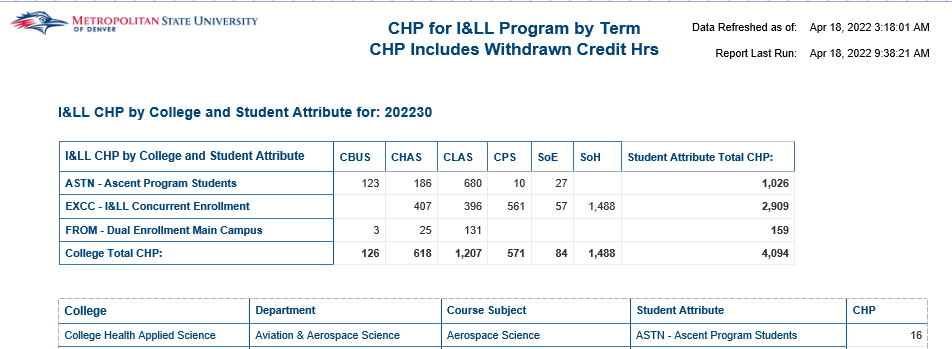 METROPOLITAN STATE UNIVERSITY
OF DENVER
CHP for I&LL Program by Term
CHP Includes Withdrawn Credit Hrs
Data Refreshed as of: Apr 18, 2022 3:18:01 AM
Report Last Run: Apr 18, 2022 9:38:21 AM
I&LL CHP by College and Student Attribute for: 202230
I&LL CHP by College and Student Attribute CBUS CHAS CLAS CPS SoE SoH Student Attribute Total CHP:
ASTN - Ascent Program Students 123 186 680 10 27 1,026
EXCC - I&LL Concurrent Enrollment 407 396 561 57 1,488 2,909
FROM - Dual Enrollment Main Campus 3 25 131 159
College Total CHP: 126 618 1,207 571 84 1,488 4,094
College Department Course Subject Student Attribute CHP
College Health Applied Science Aviation & Aerospace Science Aerospace Science ASTN - Ascent Program Students 16